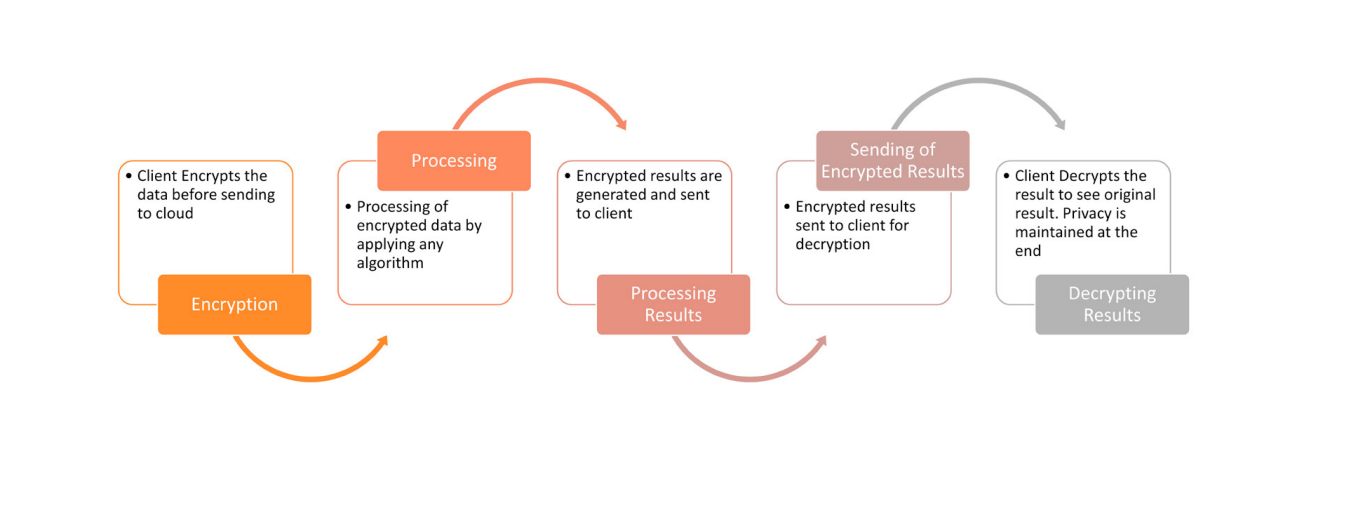 • Client Encrypts the
data before sending
to cloud
Encryption
Processing
• Processing of
encrypted data by
applying any
algorithm
• Encrypted results are
generated and sent
to client
Processing
Results
Sending of
Encrypted Results
• Encrypted results
sent to client for
decryption
• Client Decrypts the
result to see original
result. Privacy is
maintained at the
end
Decrypting
Results